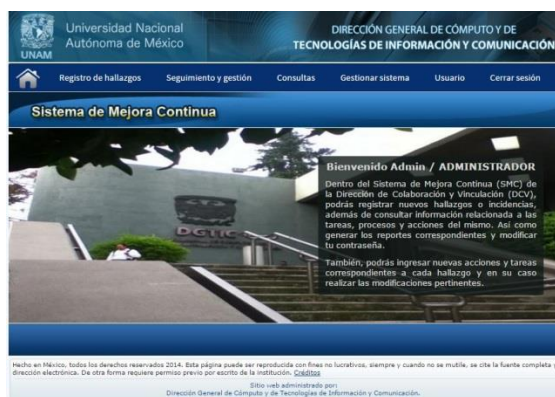 Universidad Nacional
Autónoma de México
UNAM
DIRECCIÓN GENERAL DE CÓMPUTO Y DE
TECNOLOGÍAS DE INFORMACIÓN Y COMUNICACIÓN
Registro de hallazgos Seguimiento y gestión Consultas Gestionar sistema Usuario Cerrar sesión
Sistema de Mejora Continua
DGTIC
Bienvenido Admin / ADMINISTRADOR
Dentro del Sistema de Mejora Continua (SMC) de
la Dirección de Colaboración y Vinculación (DCV),
podrás registrar nuevos hallazgos o incidencias,
además de consultar información relacionada a las
tareas, procesos y acciones del mismo. Así como
generar los reportes correspondientes y modificar
tu contraseña.
También, podrás ingresar nuevas acciones y tareas
correspondientes a cada hallazgo y en su caso
realizar las modificaciones pertinentes.
Hecho en México, todos los derechos reservados 2014. Esta página puede ser reproducida con fines no lucrativos, siempre y cuando no se mutile, se cite la fuente completa y
dirección electrónica. De otra forma requiere permiso previo por escrito de la institución. Créditos
Sitio web administrado por:
Dirección General de Cómputo y de Tecnologías de Información y Comunicación.